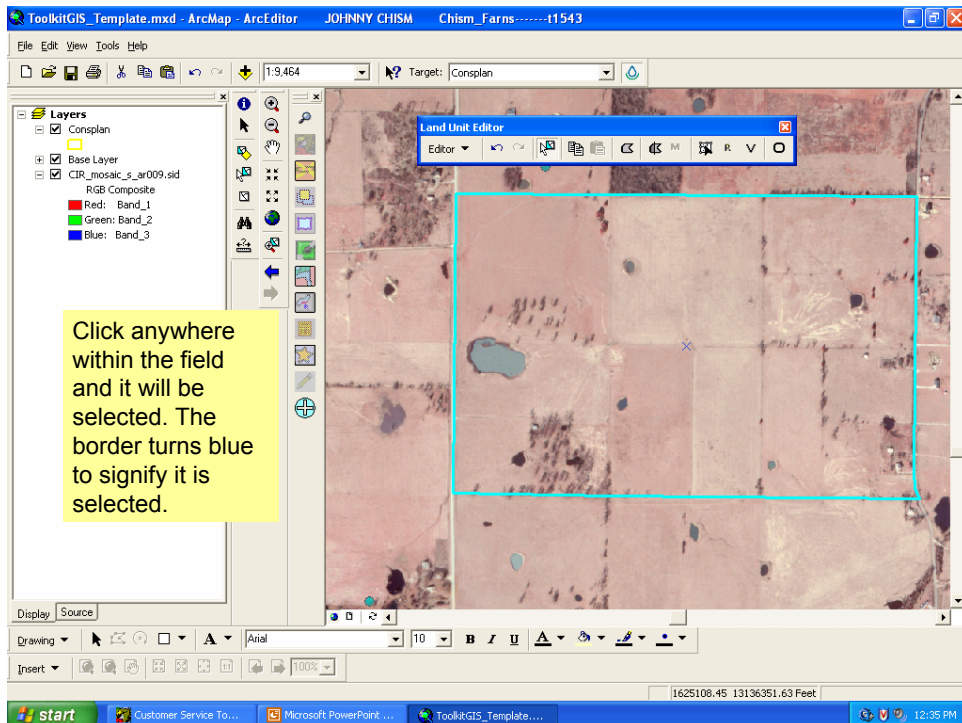 ToolkitGIS_Template.mxd - ArcMap - ArcEditor JOHNNY CHISM Chism_Farns-------t1543
File Edit View Tools Help
1:9,464 Target: Consplan
Layers
Consplan
Base Layer
CIR_mosaic_s_ar009.sid
RGB Composite
Red: Band_1
Green: Band_2
Blue: Band_3
Land Unit Editor
Editor M R V
Click anywhere
within the field
and it will be
selected. The
border turns blue
to signify it is
selected.
Display Source
Drawing A Arial 10 B I U A
Insert 100%
1625108.45 13136351.63 Feet
start Customer Service To... Microsoft PowerPoint ... ToolkitGIS_Template.... 12:35 PM